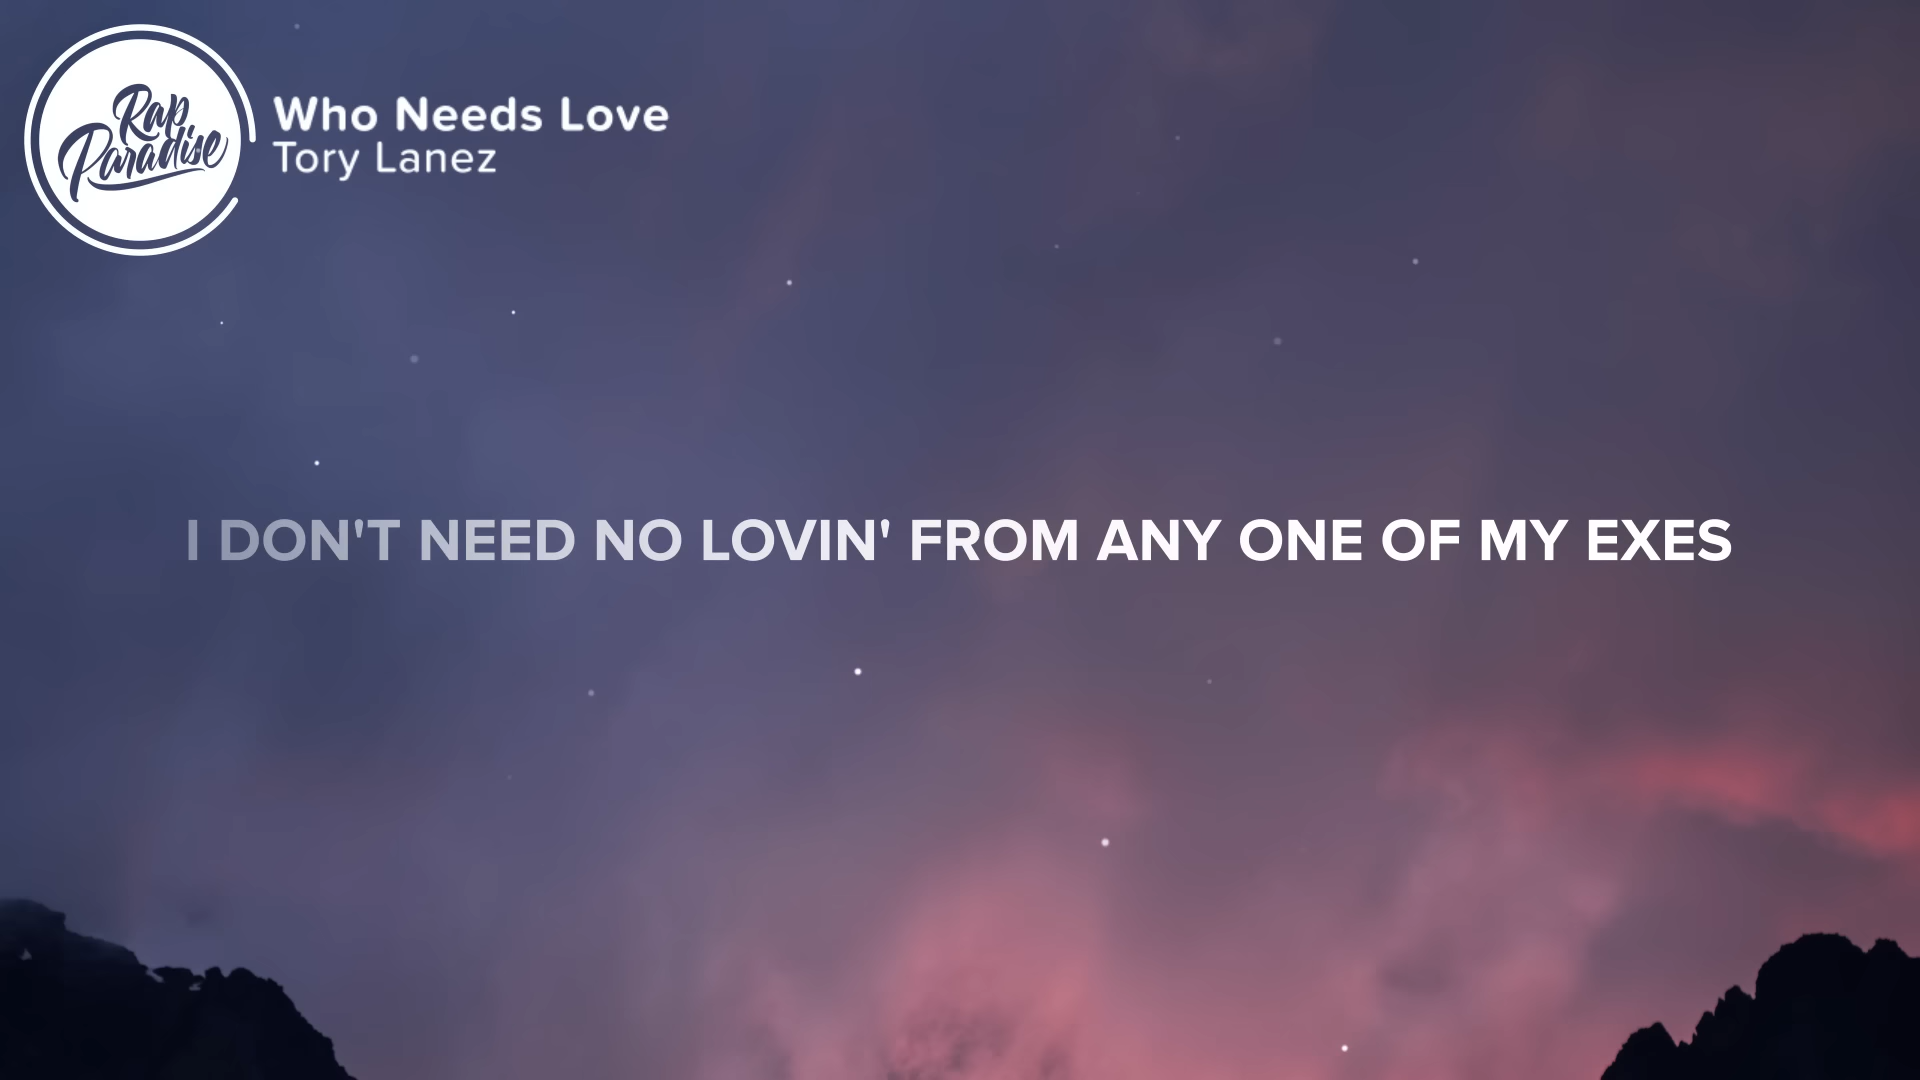 Rap
Paradise
Who Needs Love
Tory Lanez
I DON'T NEED NO LOVIN' FROM ANY ONE OF MY EXES